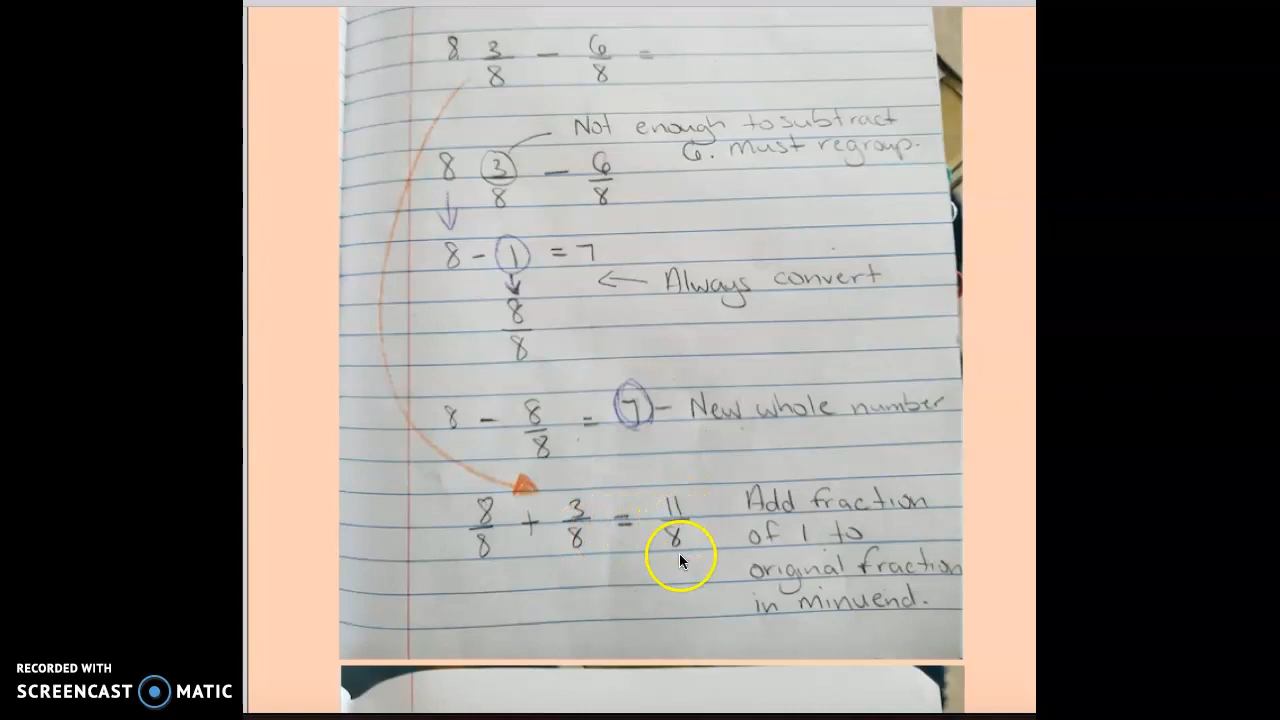 8 3/8 - 6/8 =
Not enough to subtract
6. Must regroup.
8 3/8 - 6/8
8 - 1 = 7
Always convert
8/8
8 - 8/8 = 7 - New whole number
8/8 + 3/8 = 11/8
Add fraction
of 1 to
original fraction
in minuend.
RECORDED WITH
SCREENCAST MATIC